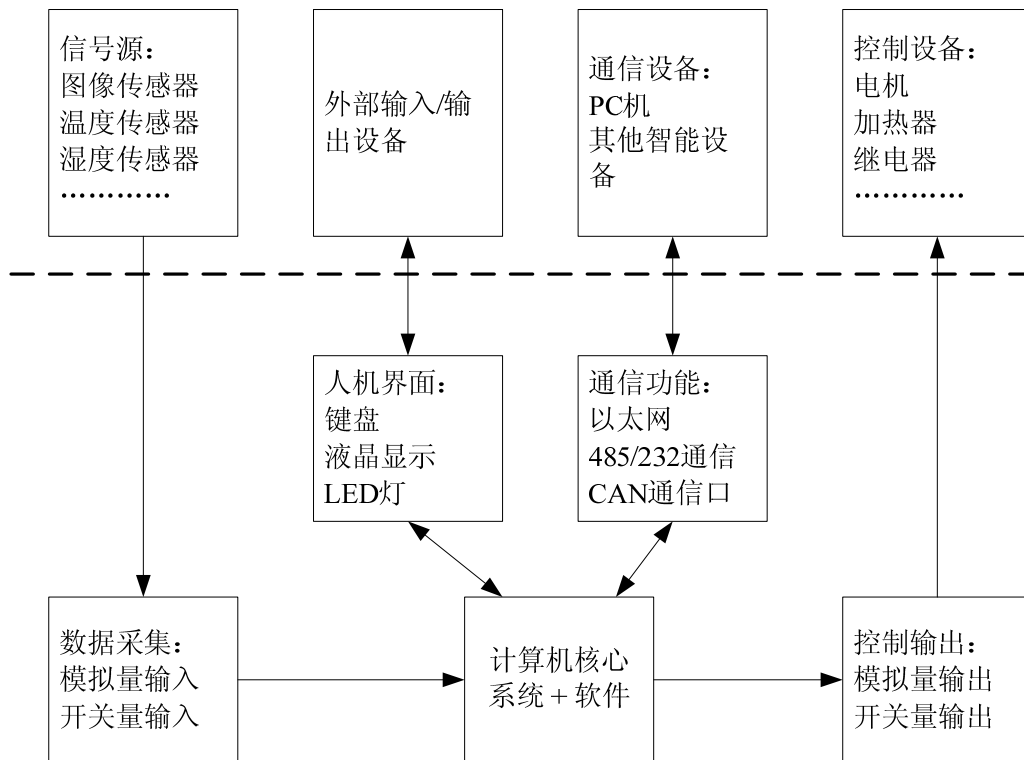 信号源：
图像传感器
温度传感器
湿度传感器
…………
外部输入/输
出设备
通信设备：
PC机
其他智能设
备
控制设备：
电机
加热器
继电器
…………
人机界面：
键盘
液晶显示
LED灯
通信功能：
以太网
485/232通信
CAN通信口
数据采集：
模拟量输入
开关量输入
计算机核心
系统＋软件
控制输出：
模拟量输出
开关量输出